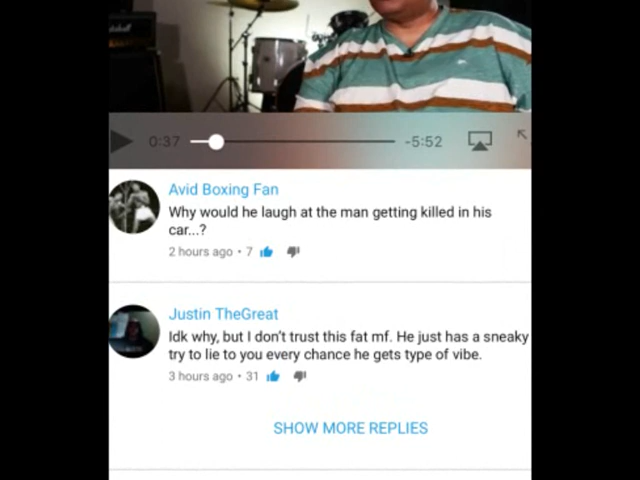 Marshall
0:37
-5:52
Avid Boxing Fan
Why would he laugh at the man getting killed in his
car...?
2 hours ago • 7
Justin TheGreat
Idk why, but I don't trust this fat mf. He just has a sneaky
try to lie to you every chance he gets type of vibe.
3 hours ago • 31
SHOW MORE REPLIES